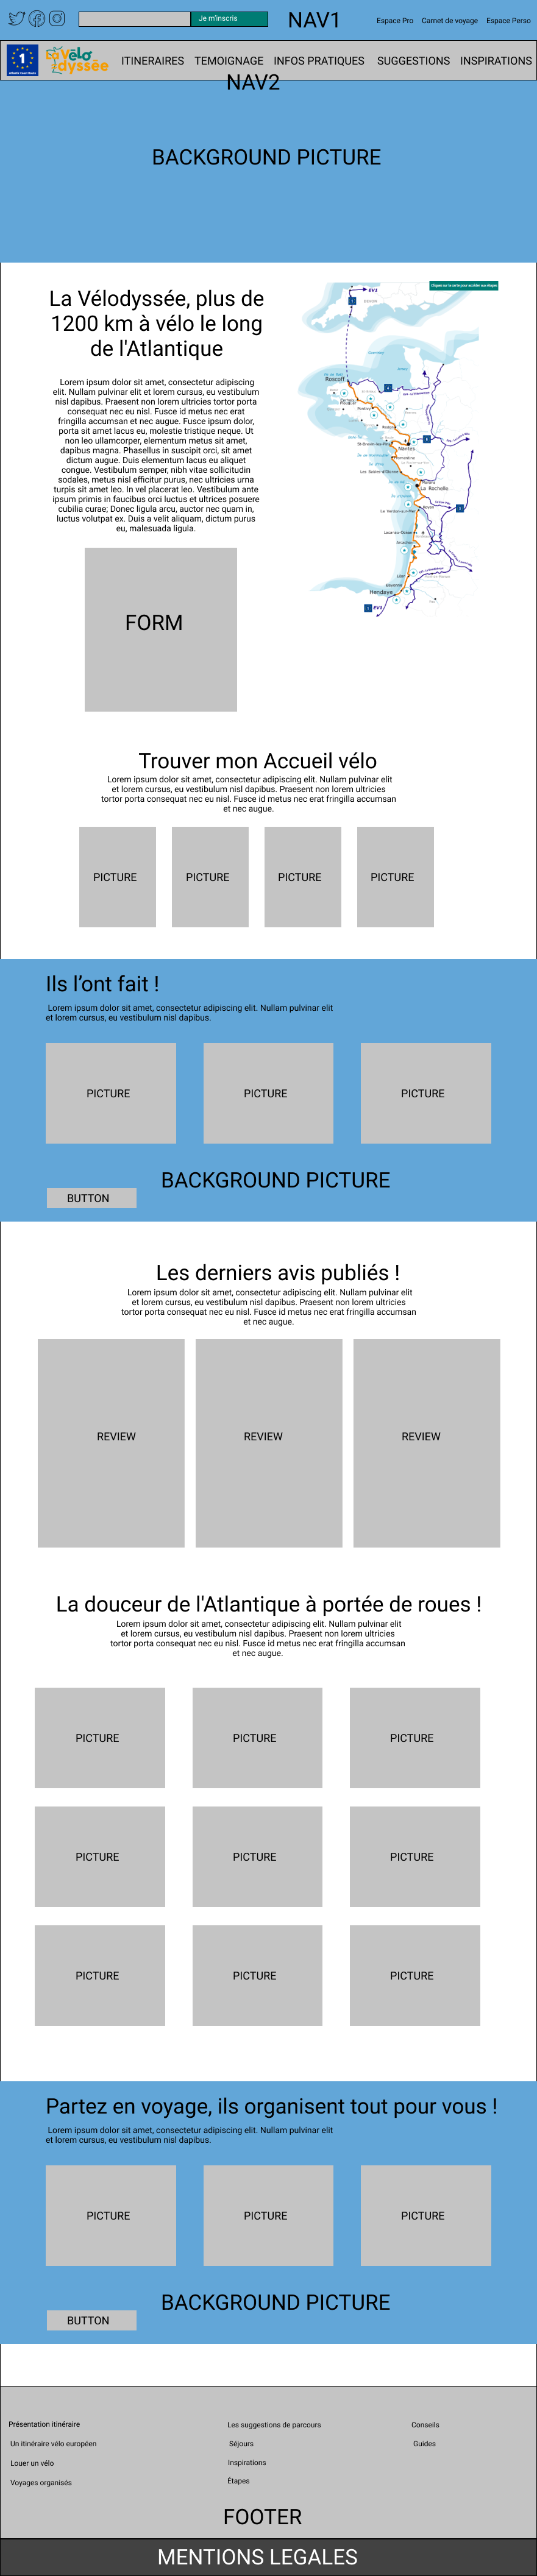 Je m'inscris
NAV1
Espace Pro
Carnet de voyage
Espace Perso
1
vélo
dyssée
ITINERAIRES
TEMOIGNAGE
INFOS PRATIQUES
SUGGESTIONS
INSPIRATIONS
NAV2
BACKGROUND PICTURE
La Vélodyssée, plus de
1200 km à vélo le long
de l'Atlantique
Lorem ipsum dolor sit amet, consectetur adipiscing
elit. Nullam pulvinar elit et lorem cursus, eu vestibulum
nisl dapibus. Praesent non lorem ultricies tortor porta
consequat nec eu nisl. Fusce id metus nec erat
fringilla accumsan et nec augue. Fusce ipsum dolor,
porta sit amet lacus eu, molestie tristique neque. Ut
non leo ullamcorper, elementum metus sit amet,
dapibus magna. Phasellus in suscipit orci, sit amet
dictum augue. Duis elementum lacus eu aliquet
congue. Vestibulum semper, nibh vitae sollicitudin
sodales, metus nisl efficitur purus, nec ultricies urna
turpis sit amet leo. In vel placerat leo. Vestibulum ante
ipsum primis in faucibus orci luctus et ultrices posuere
cubilia curae; Donec ligula arcu, auctor nec quam in,
luctus volutpat ex. Duis a velit aliquam, dictum purus
eu, malesuada ligula.
Cliquer sur la carte pour accéder aux étapes
EV1
Roscoff
Nantes
La Rochelle
Hendaye
EV1
FORM
Trouver mon Accueil vélo
Lorem ipsum dolor sit amet, consectetur adipiscing elit. Nullam pulvinar elit
et lorem cursus, eu vestibulum nisl dapibus. Praesent non lorem ultricies
tortor porta consequat nec eu nisl. Fusce id metus nec erat fringilla accumsan
et nec augue.
PICTURE
PICTURE
PICTURE
PICTURE
Ils l’ont fait !
Lorem ipsum dolor sit amet, consectetur adipiscing elit. Nullam pulvinar elit
et lorem cursus, eu vestibulum nisl dapibus.
PICTURE
PICTURE
PICTURE
BACKGROUND PICTURE
BUTTON
Les derniers avis publiés !
Lorem ipsum dolor sit amet, consectetur adipiscing elit. Nullam pulvinar elit
et lorem cursus, eu vestibulum nisl dapibus. Praesent non lorem ultricies
tortor porta consequat nec eu nisl. Fusce id metus nec erat fringilla accumsan
et nec augue.
REVIEW
REVIEW
REVIEW
La douceur de l'Atlantique à portée de roues !
Lorem ipsum dolor sit amet, consectetur adipiscing elit. Nullam pulvinar elit
et lorem cursus, eu vestibulum nisl dapibus. Praesent non lorem ultricies
tortor porta consequat nec eu nisl. Fusce id metus nec erat fringilla accumsan
et nec augue.
PICTURE
PICTURE
PICTURE
PICTURE
PICTURE
PICTURE
PICTURE
PICTURE
PICTURE
Partez en voyage, ils organisent tout pour vous !
Lorem ipsum dolor sit amet, consectetur adipiscing elit. Nullam pulvinar elit
et lorem cursus, eu vestibulum nisl dapibus.
PICTURE
PICTURE
PICTURE
BACKGROUND PICTURE
BUTTON
Présentation itinéraire
Un itinéraire vélo européen
Louer un vélo
Voyages organisés
Les suggestions de parcours
Séjours
Inspirations
Étapes
Conseils
Guides
FOOTER
MENTIONS LEGALES